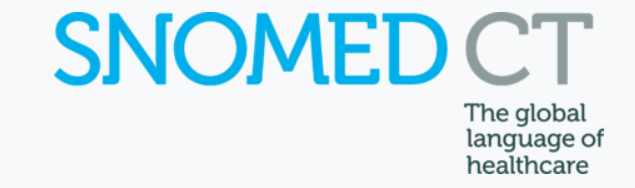 SNOMED CT
The global
language of
healthcare